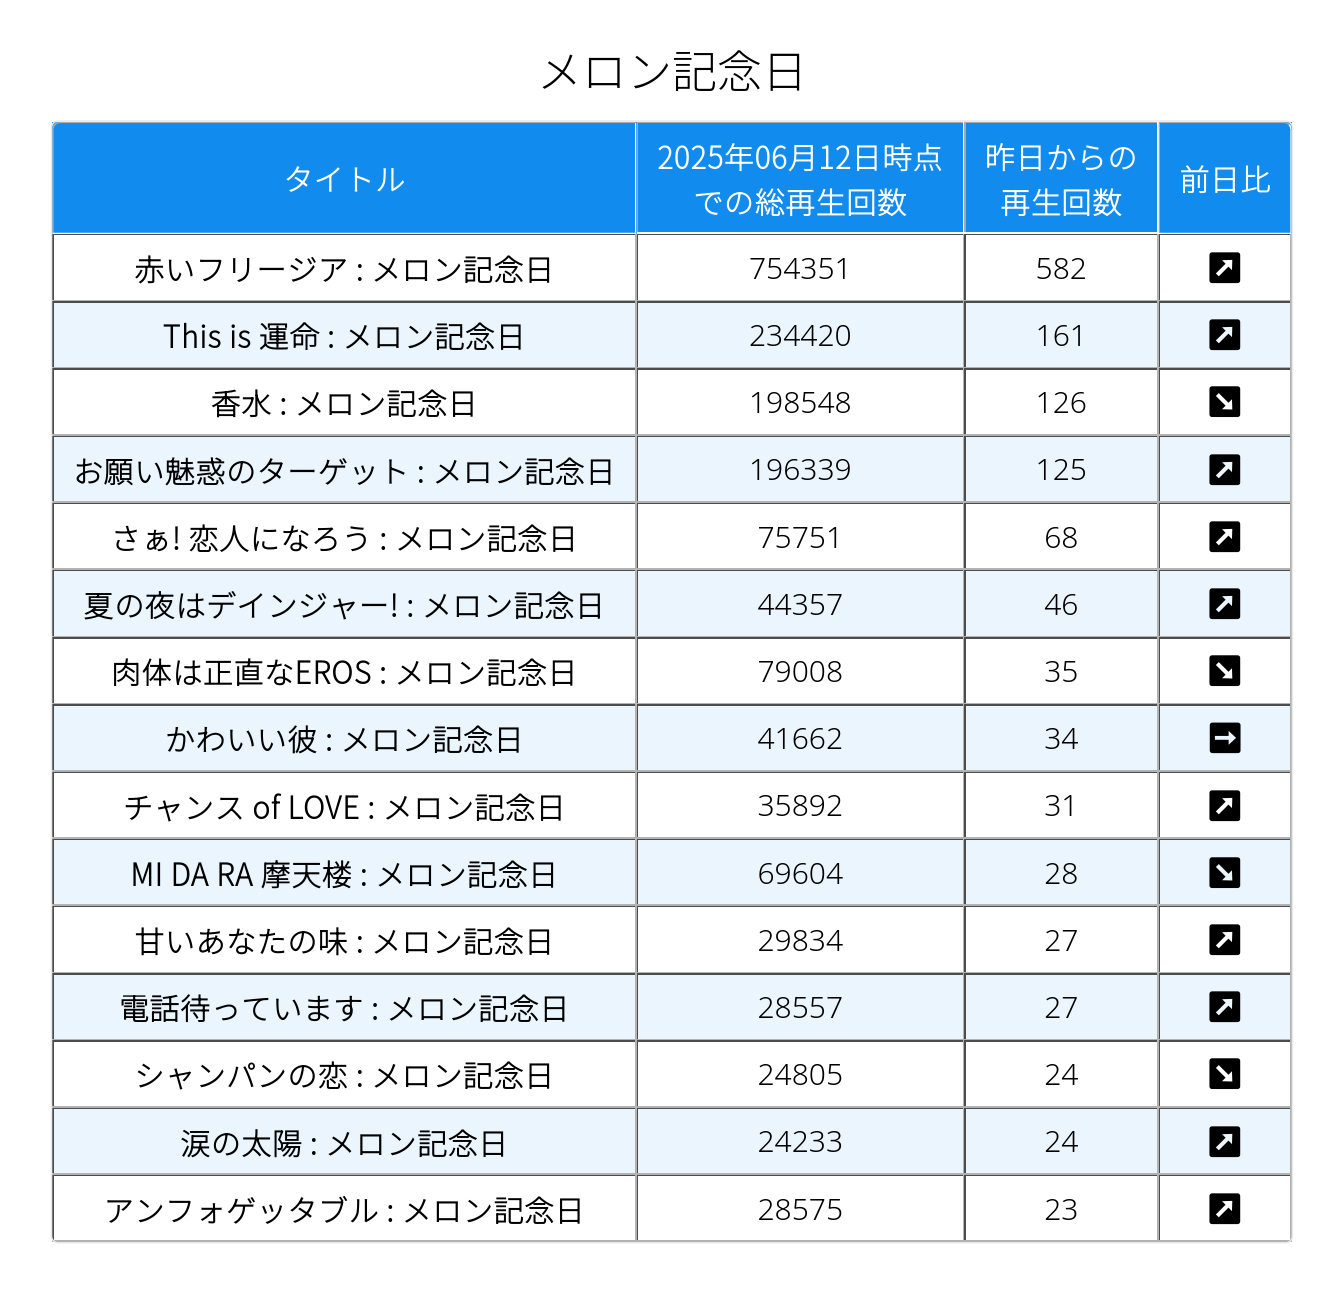 メロン記念日
タイトル
2025年06月12日時点
での総再生回数
昨日からの
再生回数
前日比
赤いフリージア : メロン記念日 754351 582
This is 運命 : メロン記念日 234420 161
香水 : メロン記念日 198548 126
お願い魅惑のターゲット : メロン記念日 196339 125
さぁ! 恋人になろう : メロン記念日 75751 68
夏の夜はデインジャー! : メロン記念日 44357 46
肉体は正直なEROS : メロン記念日 79008 35
かわいい彼 : メロン記念日 41662 34
チャンス of LOVE : メロン記念日 35892 31
MI DA RA 摩天楼 : メロン記念日 69604 28
甘いあなたの味 : メロン記念日 29834 27
電話待っています : メロン記念日 28557 27
シャンパンの恋 : メロン記念日 24805 24
涙の太陽 : メロン記念日 24233 24
アンフォゲッタブル : メロン記念日 28575 23